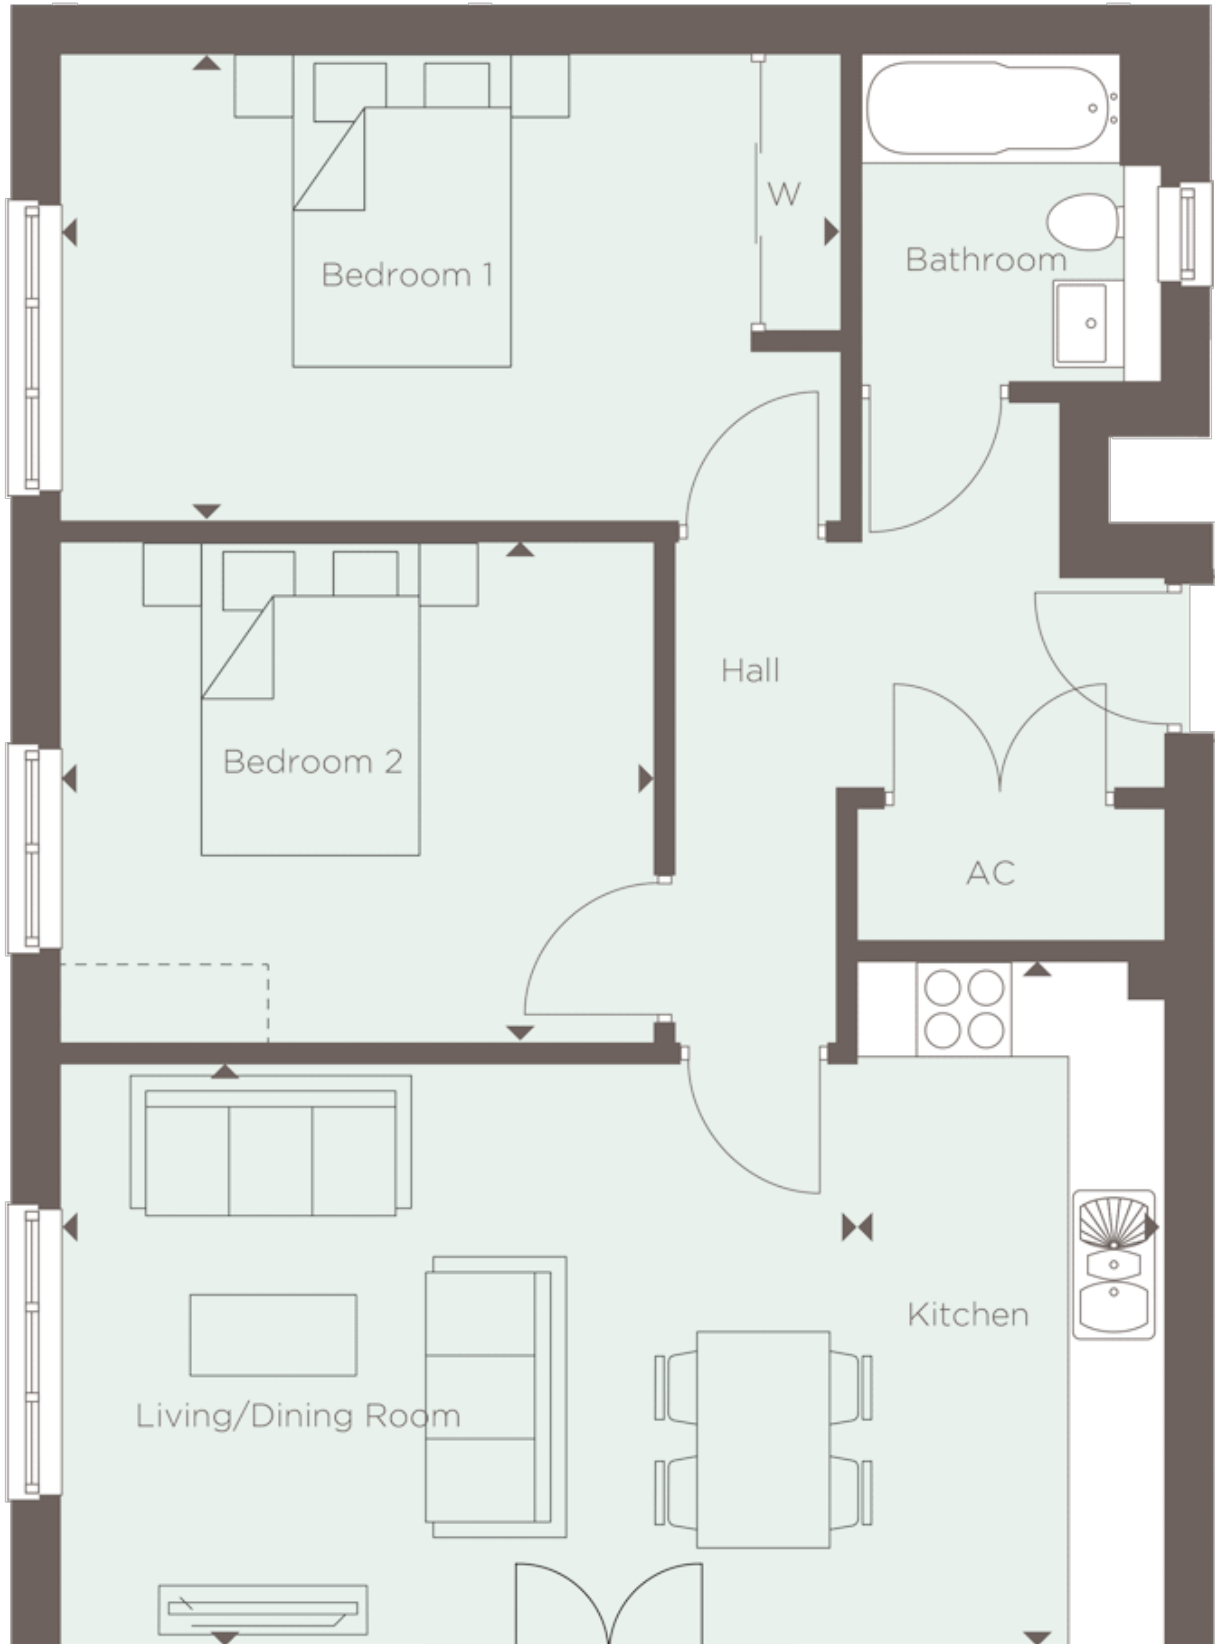 W
Bathroom
Bedroom 1
Hall
Bedroom 2
AC
Kitchen
Living/Dining Room